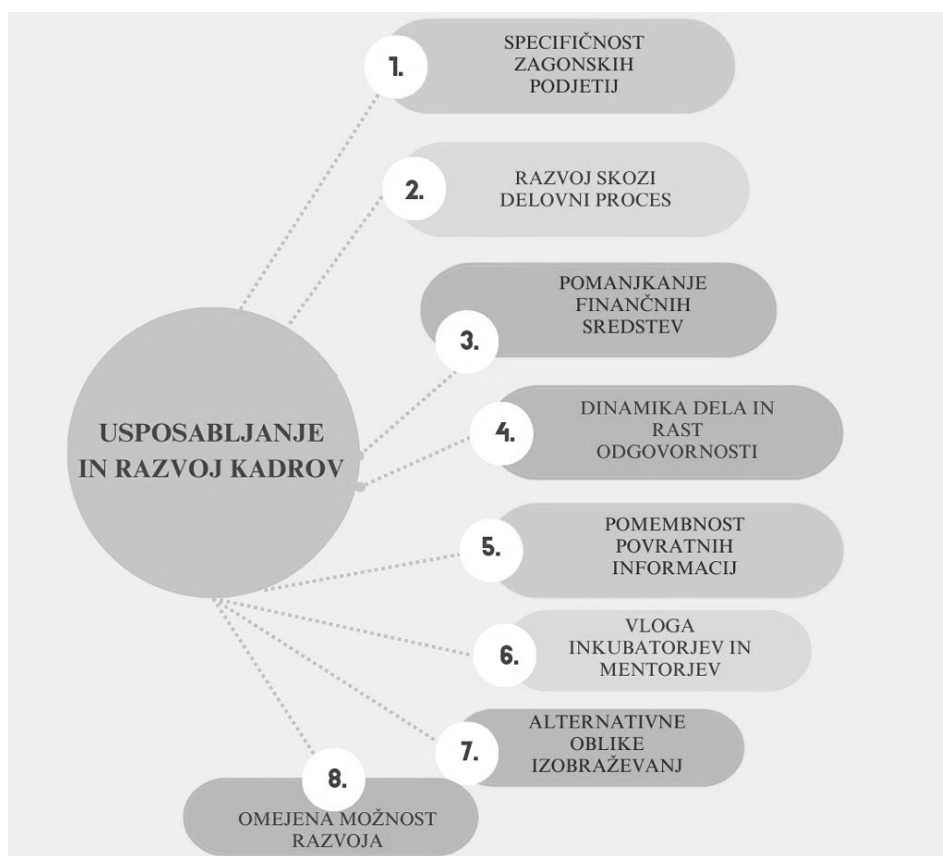 1.
SPECIFIČNOST
ZAGONSKIH
PODJETIJ
2.
RAZVOJ SKOZI
DELOVNI PROCES
3.
POMANJKANJE
FINANČNIH
SREDSTEV
USPOSABLJANJE
IN RAZVOJ KADROV
4.
DINAMIKA DELA IN
RAST
ODGOVORNOSTI
5.
POMEMBNOST
POVRATNIH
INFORMACIJ
6.
VLOGA
INKUBATORJEV IN
MENTORJEV
7.
ALTERNATIVNE
OBLIKE
IZOBRAŽEVANJ
8.
OMEJENA MOŽNOST
RAZVOJA